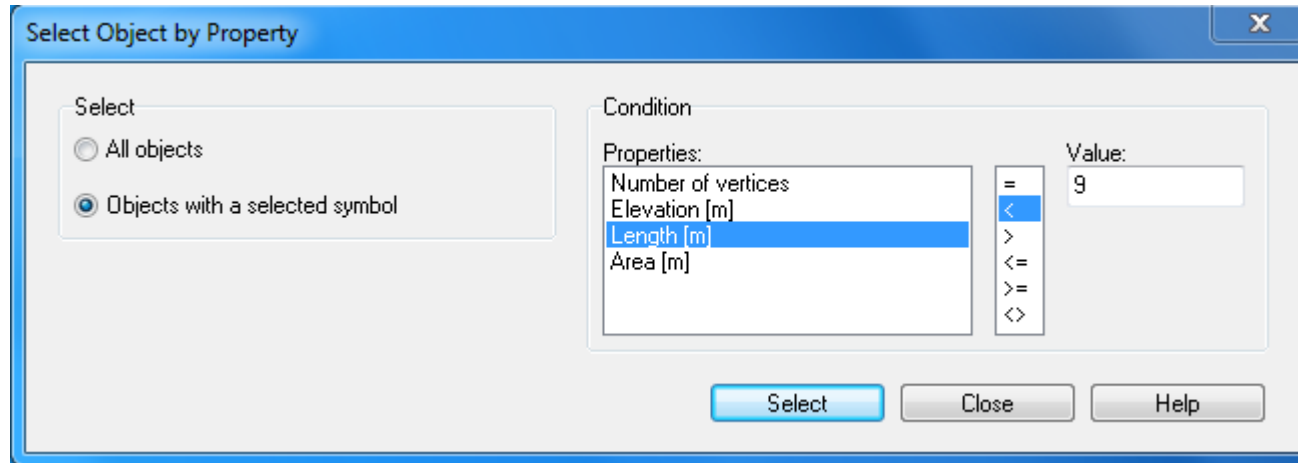 Select Object by Property
X
Select
All objects
Objects with a selected symbol
Condition
Properties:
Number of vertices
Elevation [m]
Length [m]
Area [m]
=
<
>
<=
>=
<>
Value:
9
Select
Close
Help